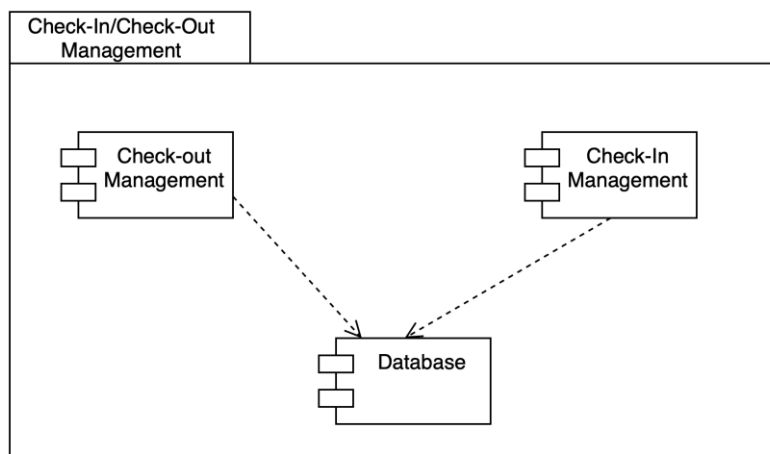 Check-In/Check-Out
Management
Check-out
Management
Check-In
Management
Database